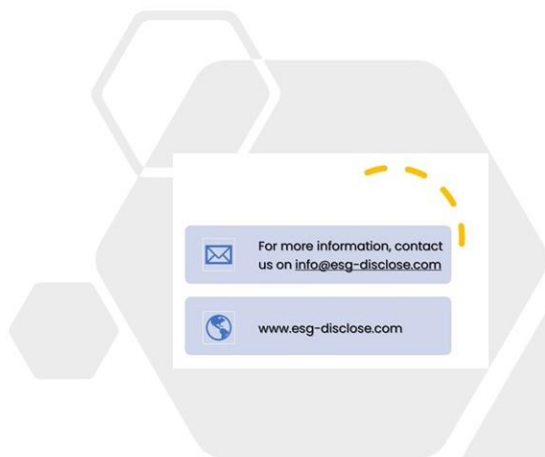 For more information, contact
us on info@esg-disclose.com
www.esg-disclose.com